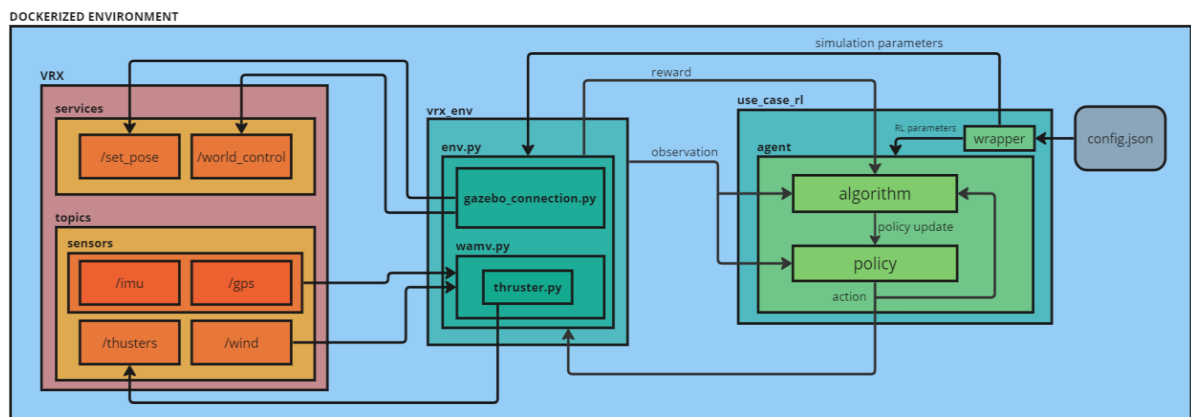 DOCKERIZED ENVIRONMENT
VRX
services
/set_pose
/world_control
topics
sensors
/imu
/gps
/thusters
/wind
vrx_env
env.py
gazebo_connection.py
wamv.py
thruster.py
simulation parameters
reward
observation
use_case_rl
RL parameters
wrapper
config.json
agent
algorithm
policy update
policy
action